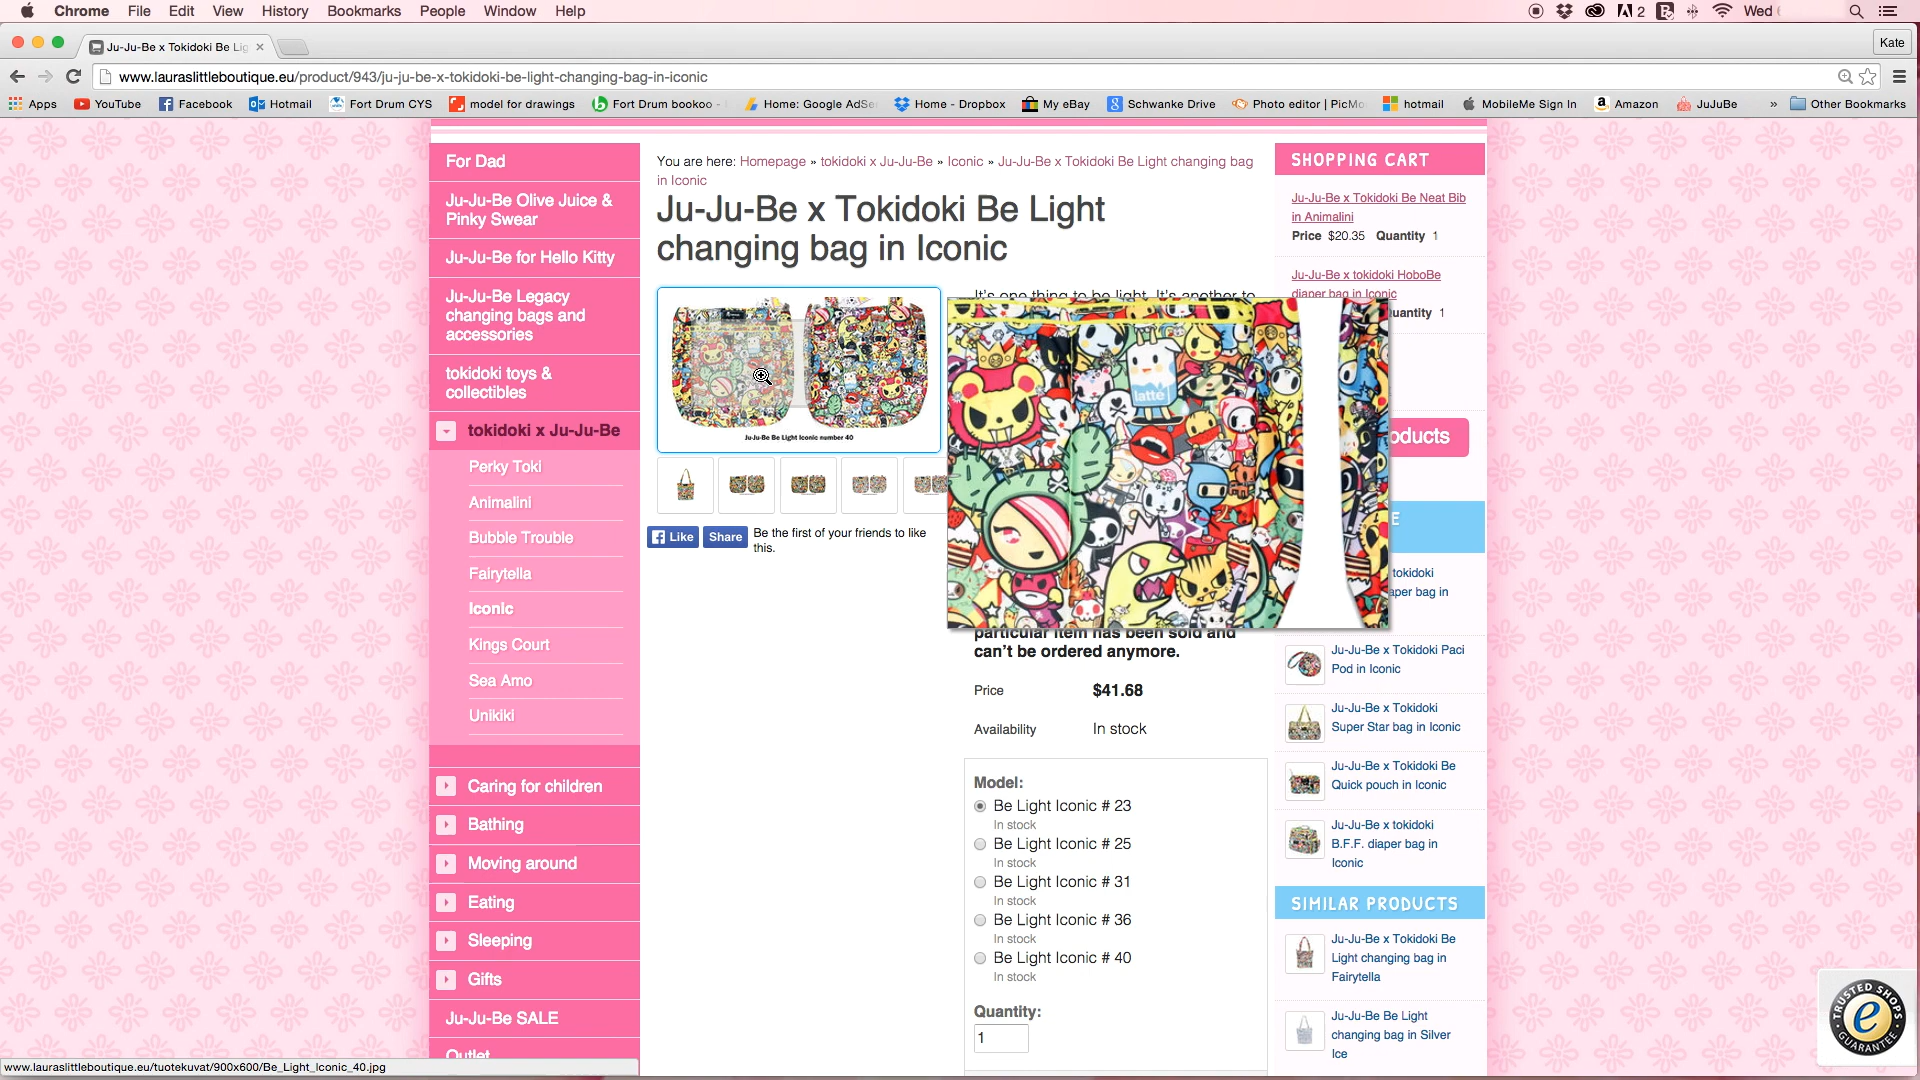 Chrome File Edit View History Bookmarks People Window Help
2
Wed
Ju-Ju-Be x Tokidoki Be Lig
Kate
www.lauraslittleboutique.eu/product/943/ju-ju-be-x-tokidoki-be-light-changing-bag-in-iconic
Apps YouTube Facebook Hotmail Fort Drum CYS model for drawings Fort Drum bookoo - Home: Google AdSe Home - Dropbox My eBay Schwanke Drive Photo editor | PicMo hotmail MobileMe Sign In Amazon JuJuBe » Other Bookmarks
For Dad
Ju-Ju-Be Olive Juice &
Pinky Swear
Ju-Ju-Be for Hello Kitty
Ju-Ju-Be Legacy
changing bags and
accessories
tokidoki toys &
collectibles
tokidoki x Ju-Ju-Be
Perky Toki
Animalini
Bubble Trouble
Fairytella
Iconic
Kings Court
Sea Amo
Unikiki
Caring for children
Bathing
Moving around
Eating
Sleeping
Gifts
Ju-Ju-Be SALE
Outlet
You are here: Homepage » tokidoki x Ju-Ju-Be » Iconic » Ju-Ju-Be x Tokidoki Be Light changing bag
in Iconic
Ju-Ju-Be x Tokidoki Be Light
changing bag in Iconic
It's one thing to be light. It's another to
Ju-Ju-Be Be Light Iconic number 40
latte
Like Share Be the first of your friends to like
this.
particular item has been sold and
can't be ordered anymore.
Price $41.68
Availability In stock
Model:
Be Light Iconic # 23
In stock
Be Light Iconic # 25
In stock
Be Light Iconic # 31
In stock
Be Light Iconic # 36
In stock
Be Light Iconic # 40
In stock
Quantity:
1
SHOPPING CART
Ju-Ju-Be x Tokidoki Be Neat Bib
in Animalini
Price $20.35 Quantity 1
Ju-Ju-Be x tokidoki HoboBe
diaper bag in Iconic
uantity 1
oducts
E
tokidoki
aper bag in
Ju-Ju-Be x Tokidoki Paci
Pod in Iconic
Ju-Ju-Be x Tokidoki
Super Star bag in Iconic
Ju-Ju-Be x Tokidoki Be
Quick pouch in Iconic
Ju-Ju-Be x tokidoki
B.F.F. diaper bag in
Iconic
SIMILAR PRODUCTS
Ju-Ju-Be x Tokidoki Be
Light changing bag in
Fairytella
Ju-Ju-Be Be Light
changing bag in Silver
Ice
TRUSTED SHOPS
e
GUARANTEE
www.lauraslittleboutique.eu/tuotekuvat/900x600/Be_Light_Iconic_40.jpg